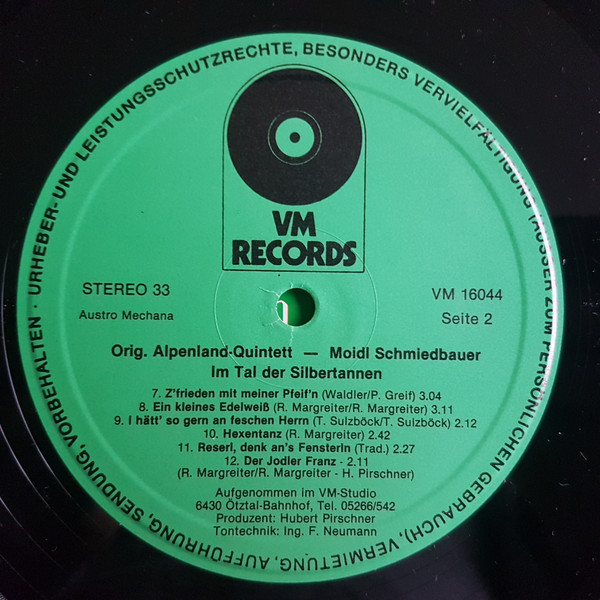 URHEBER- UND LEISTUNGSSCHUTZRECHTE, BESONDERS VERVIELFÄLTIGUNG (AUSSER ZUM PERSÖNLICHEN GEBRAUCH), VERMIETUNG, AUFFÜHRUNG, SENDUNG, VORBEHALTEN ·
VM
RECORDS
STEREO 33
VM 16044
Austro Mechana
Seite 2
Orig. Alpenland-Quintett — Moidl Schmiedbauer
Im Tal der Silbertannen
7. Z'frieden mit meiner Pfeif'n (Waldler/P. Greif) 3.04
8. Ein kleines Edelweiß (R. Margreiter/R. Margreiter) 3.11
9. I hätt' so gern an feschen Herrn (T. Sulzböck/T. Sulzböck) 2.12
10. Hexentanz (R. Margreiter) 2.42
11. Reserl, denk an's Fensterln (Trad.) 2.27
12. Der Jodler Franz - 2.11
(R. Margreiter/R. Margreiter - H. Pirschner)
Aufgenommen im VM-Studio
6430 Ötztal-Bahnhof, Tel. 05266/542
Produzent: Hubert Pirschner
Tontechnik: Ing. F. Neumann